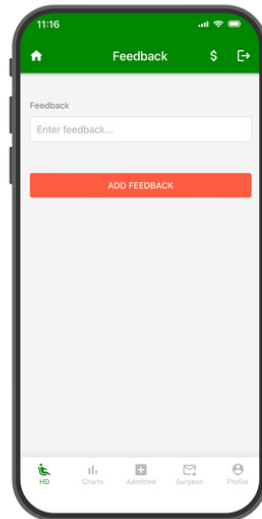 11:16
Feedback $
Feedback
Enter feedback...
ADD FEEDBACK
HD Charts Admitted Surgeon Profile